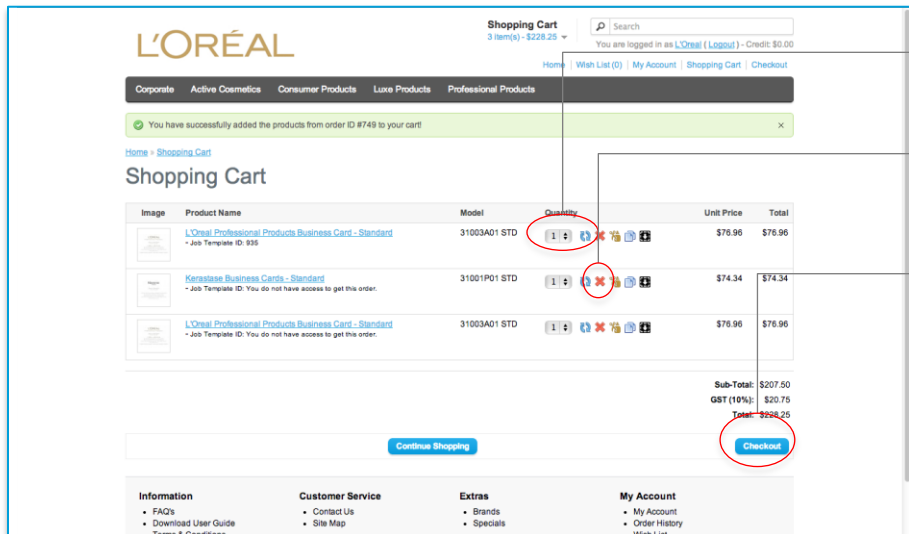 L'ORÉAL
Shopping Cart
3 item(s) - $228.25
Search
You are logged in as L'Oreal ( Logout ) - Credit: $0.00
Home | Wish List (0) | My Account | Shopping Cart | Checkout
Corporate Active Cosmetics Consumer Products Luxe Products Professional Products
You have successfully added the products from order ID #749 to your cart!
Home » Shopping Cart
Shopping Cart
Image Product Name Model Quantity Unit Price Total
L'Oreal Professional Products Business Card - Standard 31003A01 STD 1 $76.96 $76.96
- Job Template ID: 935
Kerastase Business Cards - Standard 31001P01 STD 1 $74.34 $74.34
- Job Template ID: You do not have access to get this order.
L'Oreal Professional Products Business Card - Standard 31003A01 STD 1 $76.96 $76.96
- Job Template ID: You do not have access to get this order.
Sub-Total: $207.50
GST (10%): $20.75
Total: $228.25
Continue Shopping Checkout
Information Customer Service Extras My Account
• FAQ's • Contact Us • Brands • My Account
• Download User Guide • Site Map • Specials • Order History
• Terms & Conditions • Wish List